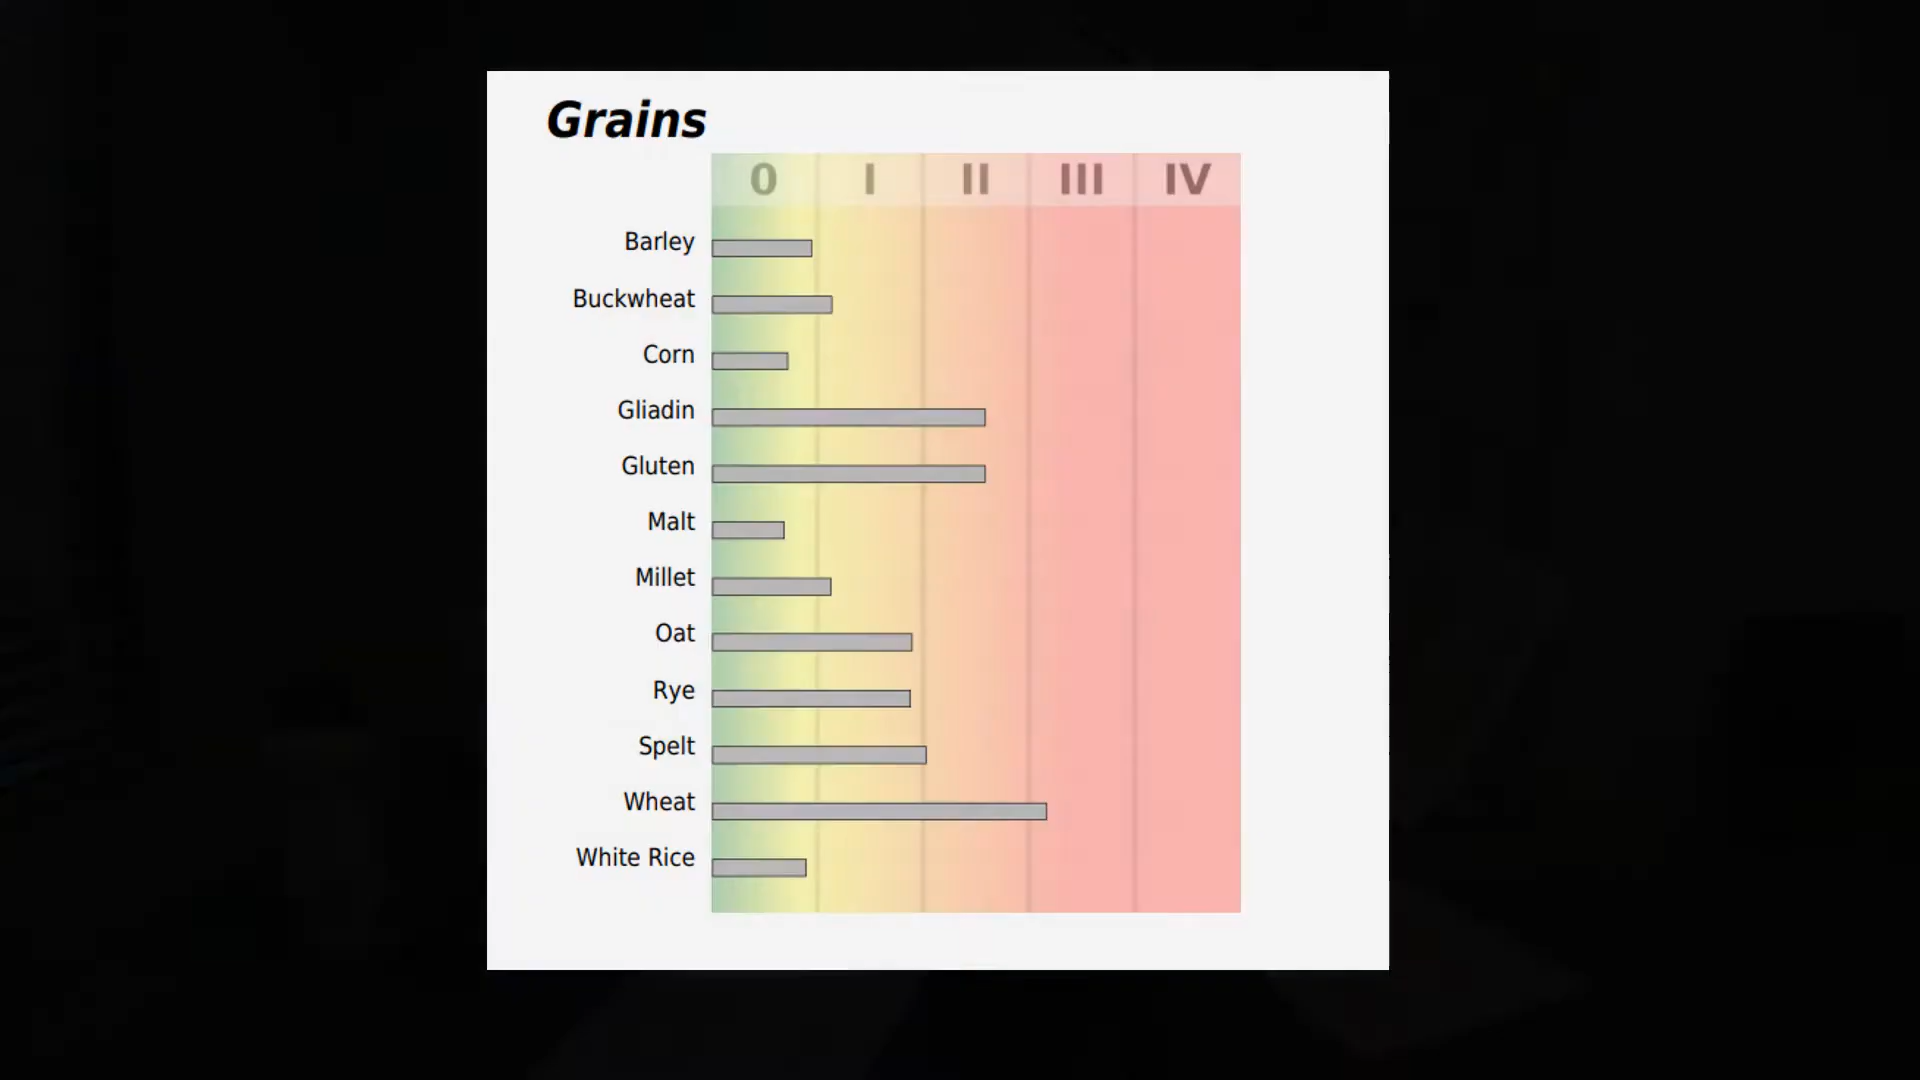 Grains
0 I II III IV
Barley
Buckwheat
Corn
Gliadin
Gluten
Malt
Millet
Oat
Rye
Spelt
Wheat
White Rice